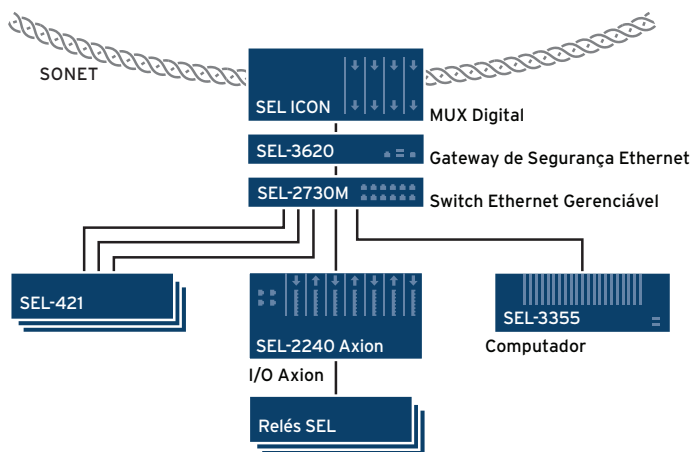 SONET
SEL ICON
MUX Digital
SEL-3620
Gateway de Segurança Ethernet
SEL-2730M
Switch Ethernet Gerenciável
SEL-421
SEL-2240 Axion
SEL-3355
Computador
I/O Axion
Relés SEL